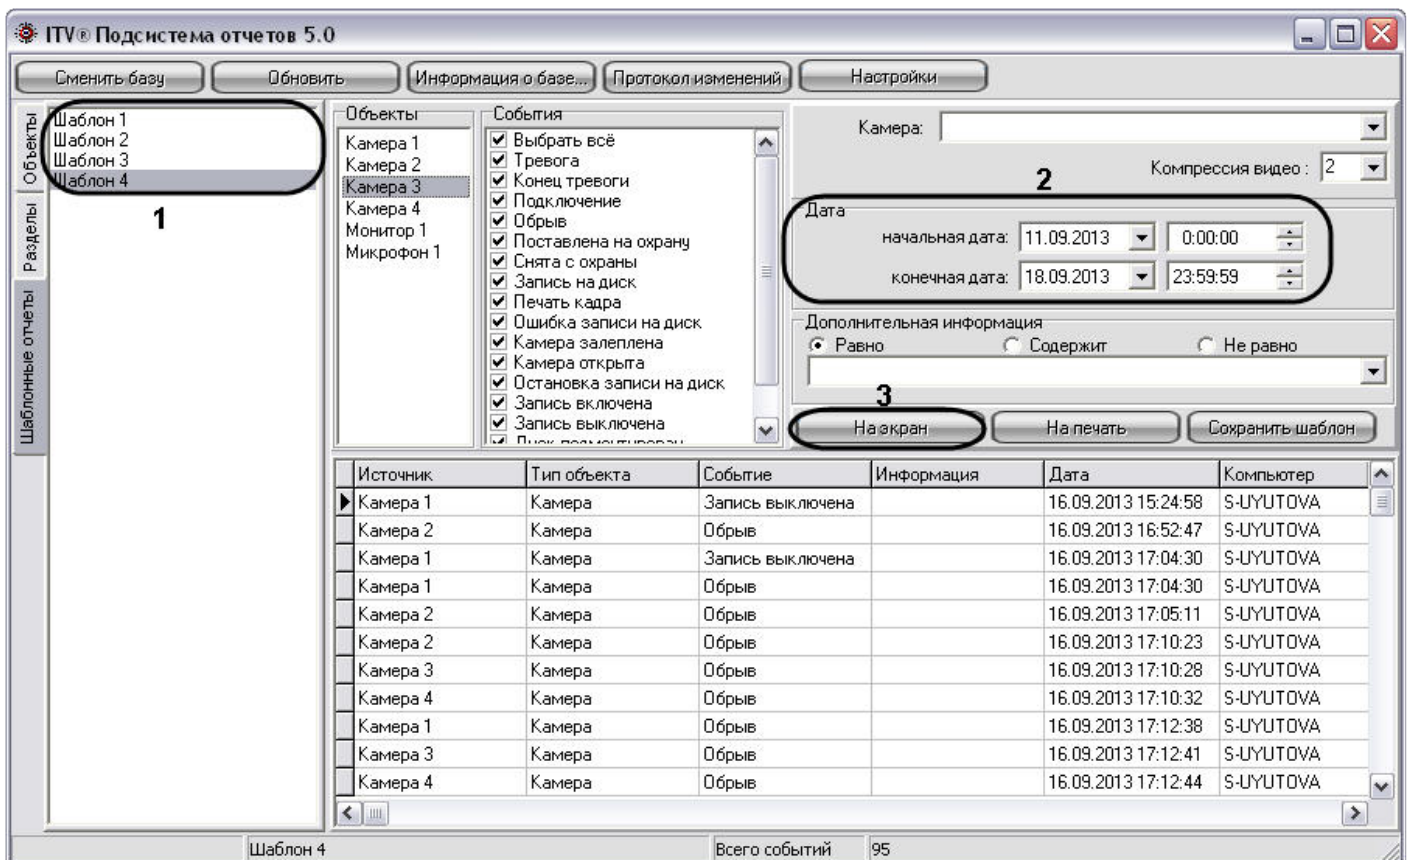 ITV® Подсистема отчетов 5.0
Сменить базу Обновить Информация о базе... Протокол изменений Настройки
Объекты
Разделы
Шаблонные отчеты
Шаблон 1
Шаблон 2
Шаблон 3
Шаблон 4
1
Объекты
Камера 1
Камера 2
Камера 3
Камера 4
Монитор 1
Микрофон 1
События
Выбрать всё
Тревога
Конец тревоги
Подключение
Обрыв
Поставлена на охрану
Снята с охраны
Запись на диск
Печать кадра
Ошибка записи на диск
Камера залеплена
Камера открыта
Остановка записи на диск
Запись включена
Запись выключена
Камера:
Компрессия видео : 2
2
Дата
начальная дата: 11.09.2013 0:00:00
конечная дата: 18.09.2013 23:59:59
Дополнительная информация
Равно Содержит Не равно
3
На экран На печать Сохранить шаблон
Источник Тип объекта Событие Информация Дата Компьютер
Камера 1 Камера Запись выключена 16.09.2013 15:24:58 S-UYUTOVA
Камера 2 Камера Обрыв 16.09.2013 16:52:47 S-UYUTOVA
Камера 1 Камера Запись выключена 16.09.2013 17:04:30 S-UYUTOVA
Камера 1 Камера Обрыв 16.09.2013 17:04:30 S-UYUTOVA
Камера 2 Камера Обрыв 16.09.2013 17:05:11 S-UYUTOVA
Камера 2 Камера Обрыв 16.09.2013 17:10:23 S-UYUTOVA
Камера 3 Камера Обрыв 16.09.2013 17:10:28 S-UYUTOVA
Камера 4 Камера Обрыв 16.09.2013 17:10:32 S-UYUTOVA
Камера 1 Камера Обрыв 16.09.2013 17:12:38 S-UYUTOVA
Камера 3 Камера Обрыв 16.09.2013 17:12:41 S-UYUTOVA
Камера 4 Камера Обрыв 16.09.2013 17:12:44 S-UYUTOVA
Шаблон 4 Всего событий 95